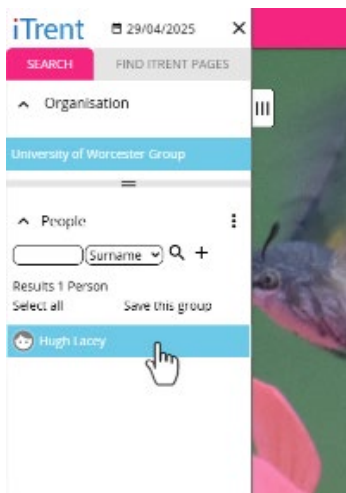 iTrent 29/04/2025
SEARCH FIND ITRENT PAGES
Organisation
University of Worcester Group
People
Surname
Results 1 Person
Select all Save this group
Hugh Lacey